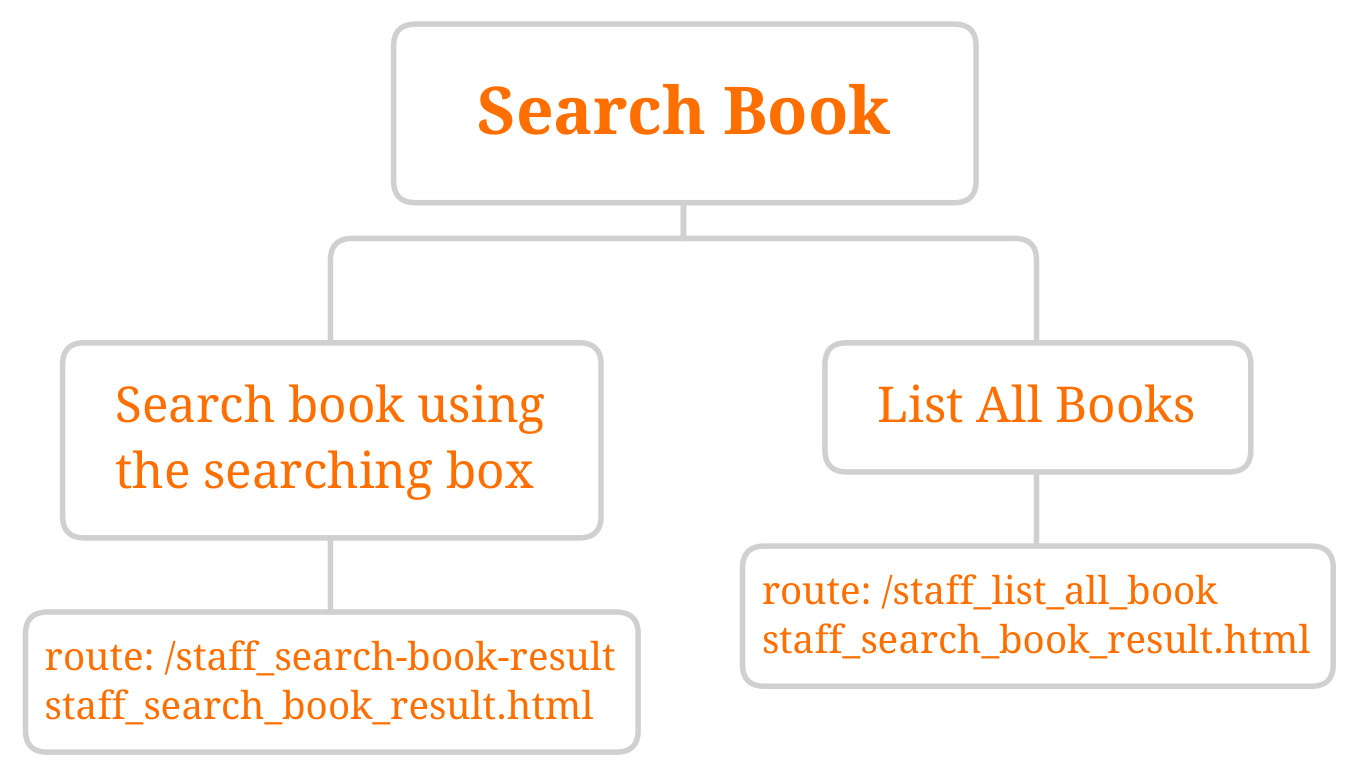 Search Book
Search book using
the searching box
List All Books
route: /staff_search-book-result
staff_search_book_result.html
route: /staff_list_all_book
staff_search_book_result.html